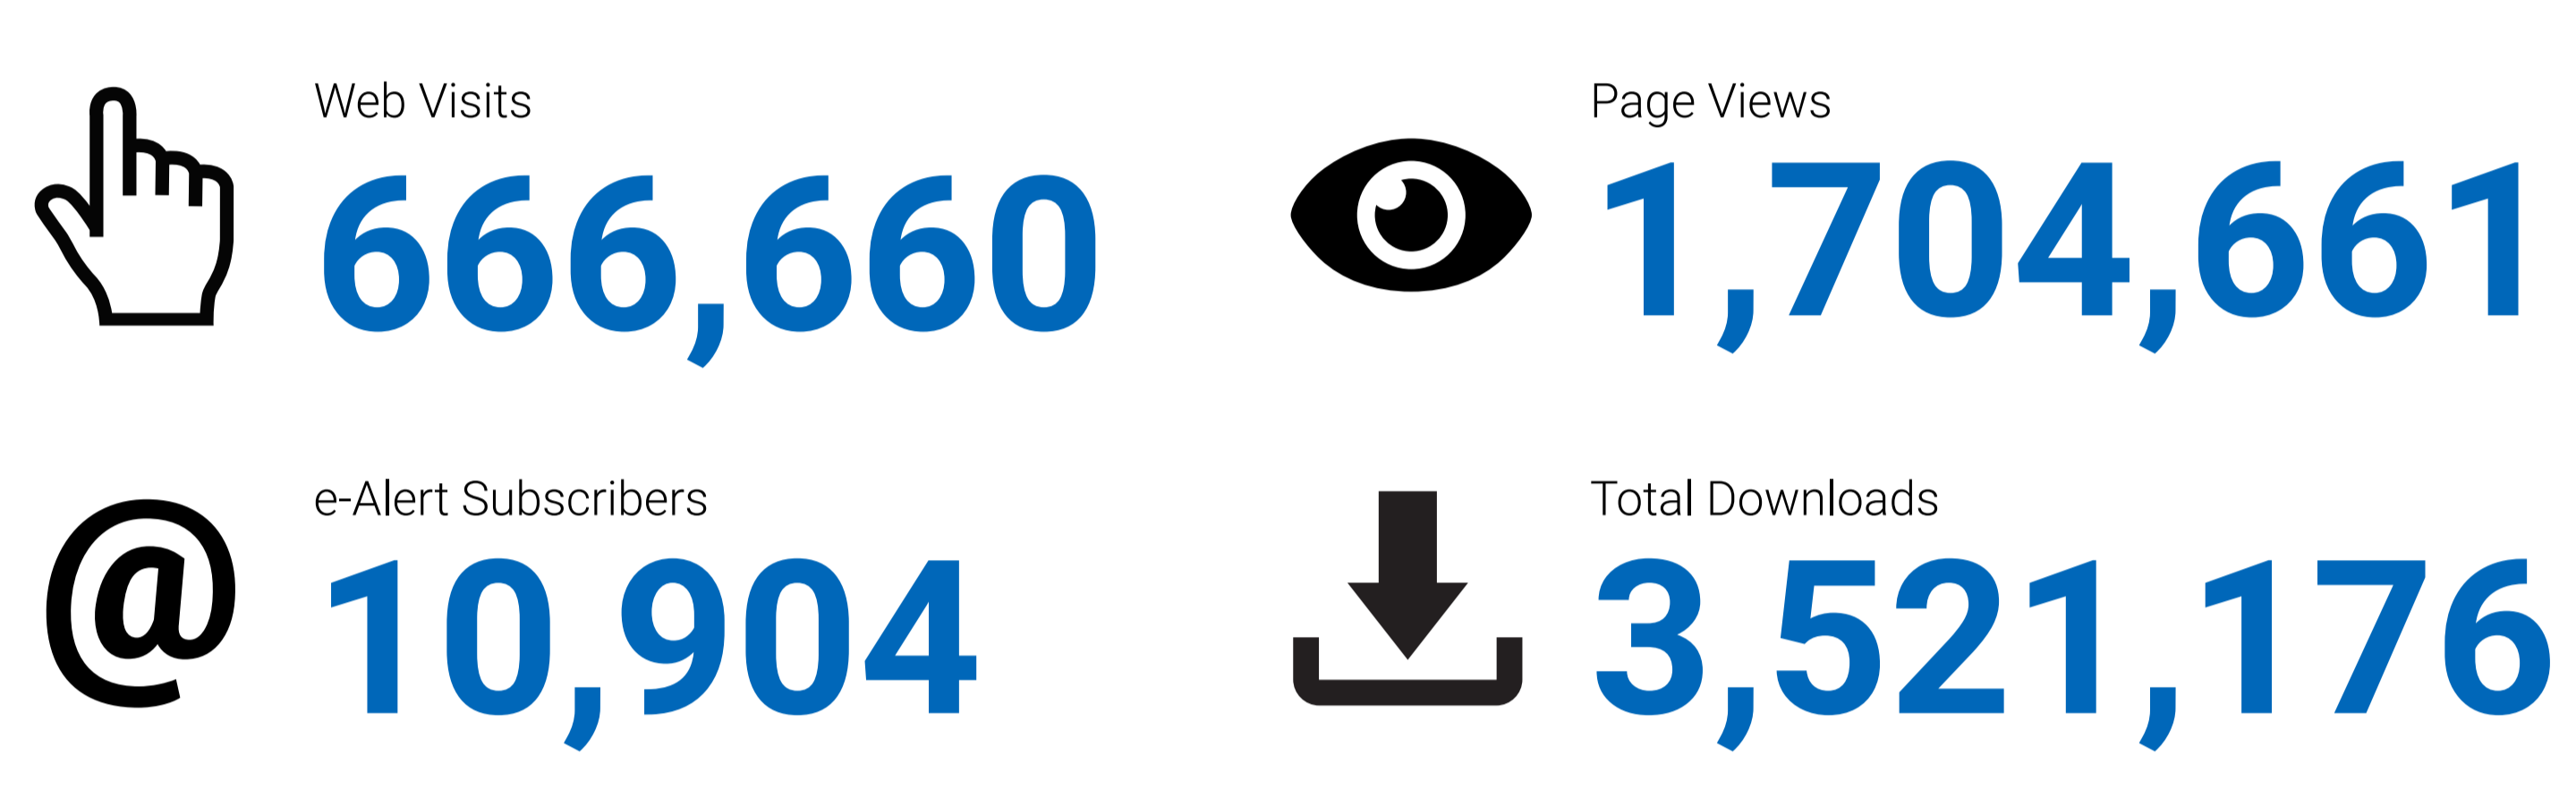 Web Visits
666,660
Page Views
1,704,661
e-Alert Subscribers
10,904
Total Downloads
3,521,176